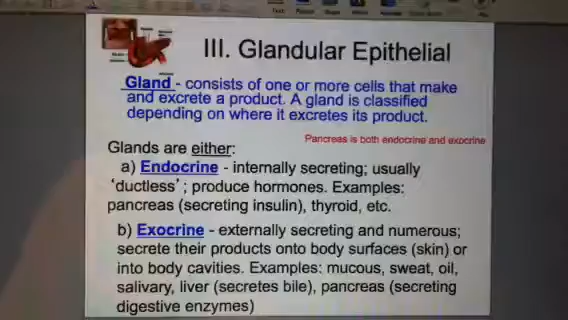 III. Glandular Epithelial
Gland - consists of one or more cells that make
and excrete a product. A gland is classified
depending on where it excretes its product.
Pancreas is both endocrine and exocrine
Glands are either:
a) Endocrine - internally secreting; usually
‘ductless’; produce hormones. Examples:
pancreas (secreting insulin), thyroid, etc.
b) Exocrine - externally secreting and numerous;
secrete their products onto body surfaces (skin) or
into body cavities. Examples: mucous, sweat, oil,
salivary, liver (secretes bile), pancreas (secreting
digestive enzymes)